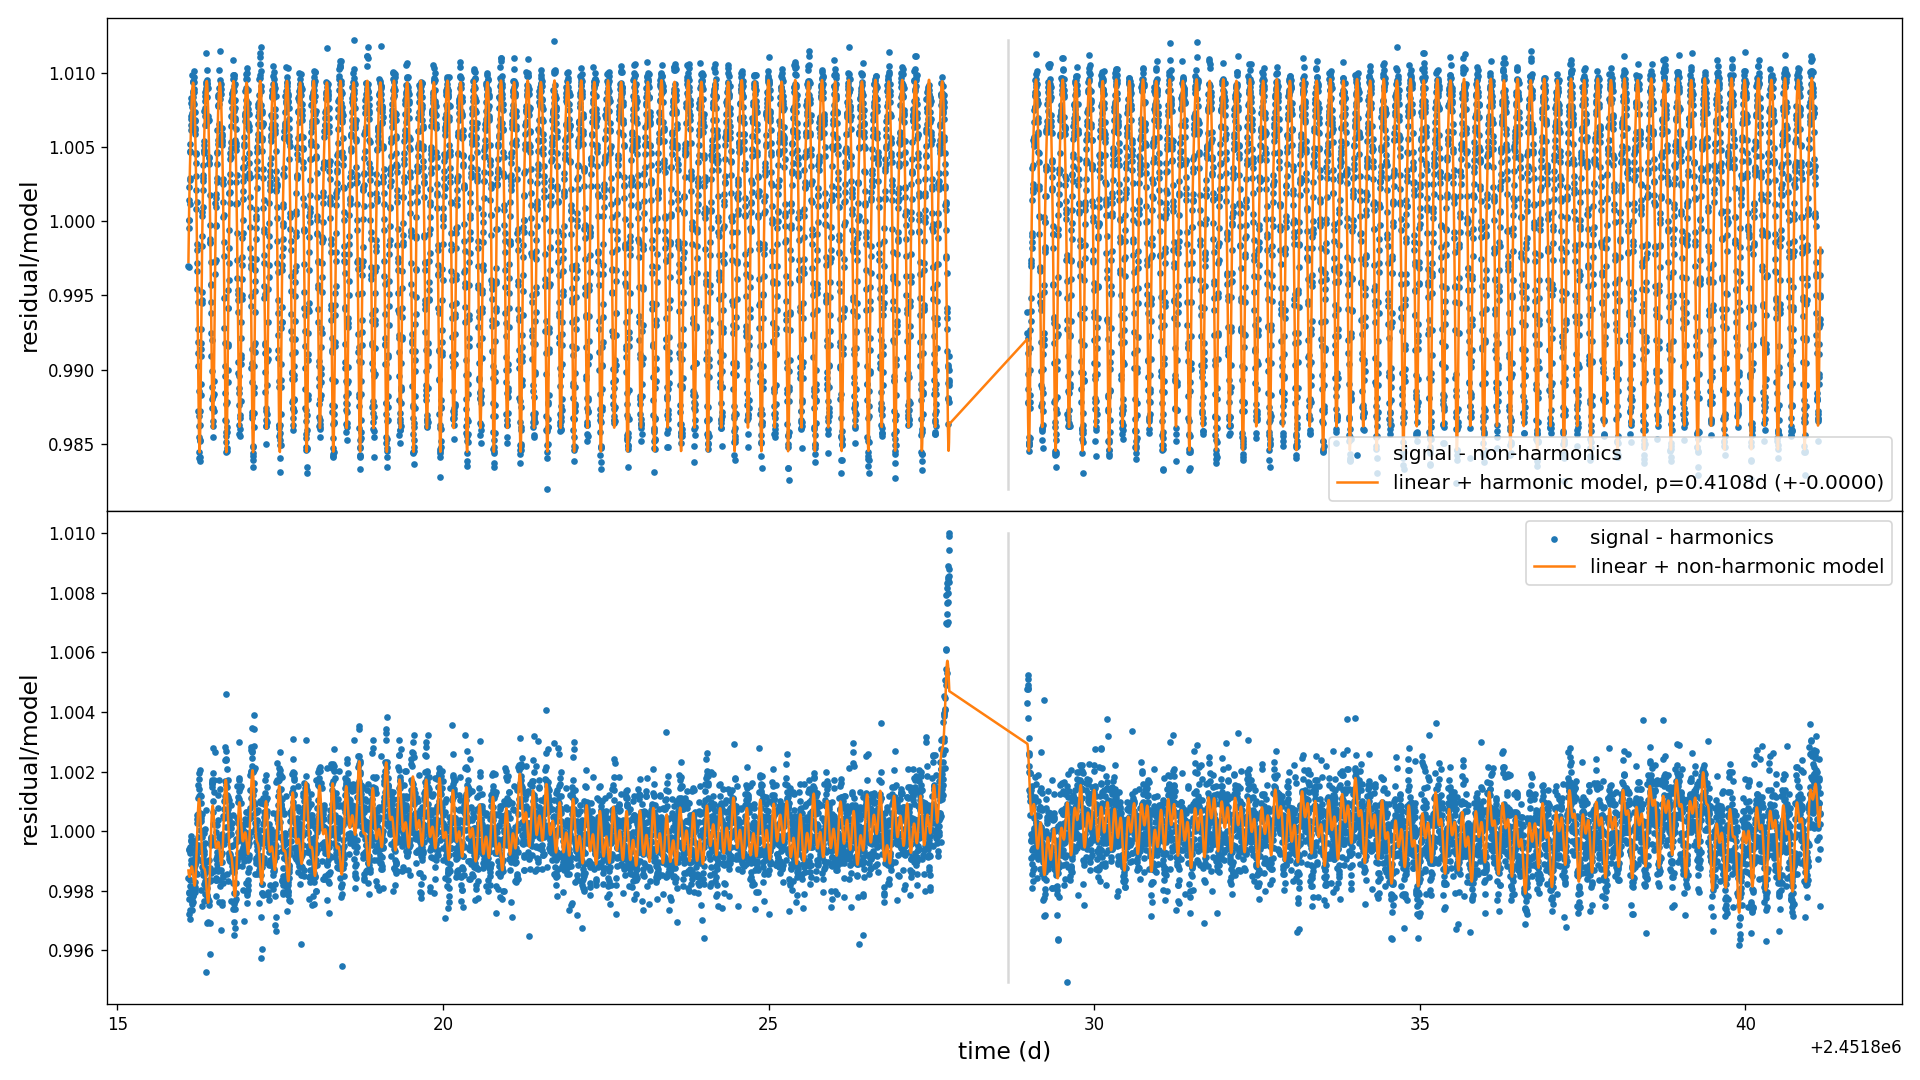 residual/model
1.010
1.005
1.000
0.995
0.990
0.985
signal - non-harmonics
linear + harmonic model, p=0.4108d (+-0.0000)
residual/model
1.010
1.008
1.006
1.004
1.002
1.000
0.998
0.996
signal - harmonics
linear + non-harmonic model
15
20
25
30
35
40
time (d)
+2.4518e6